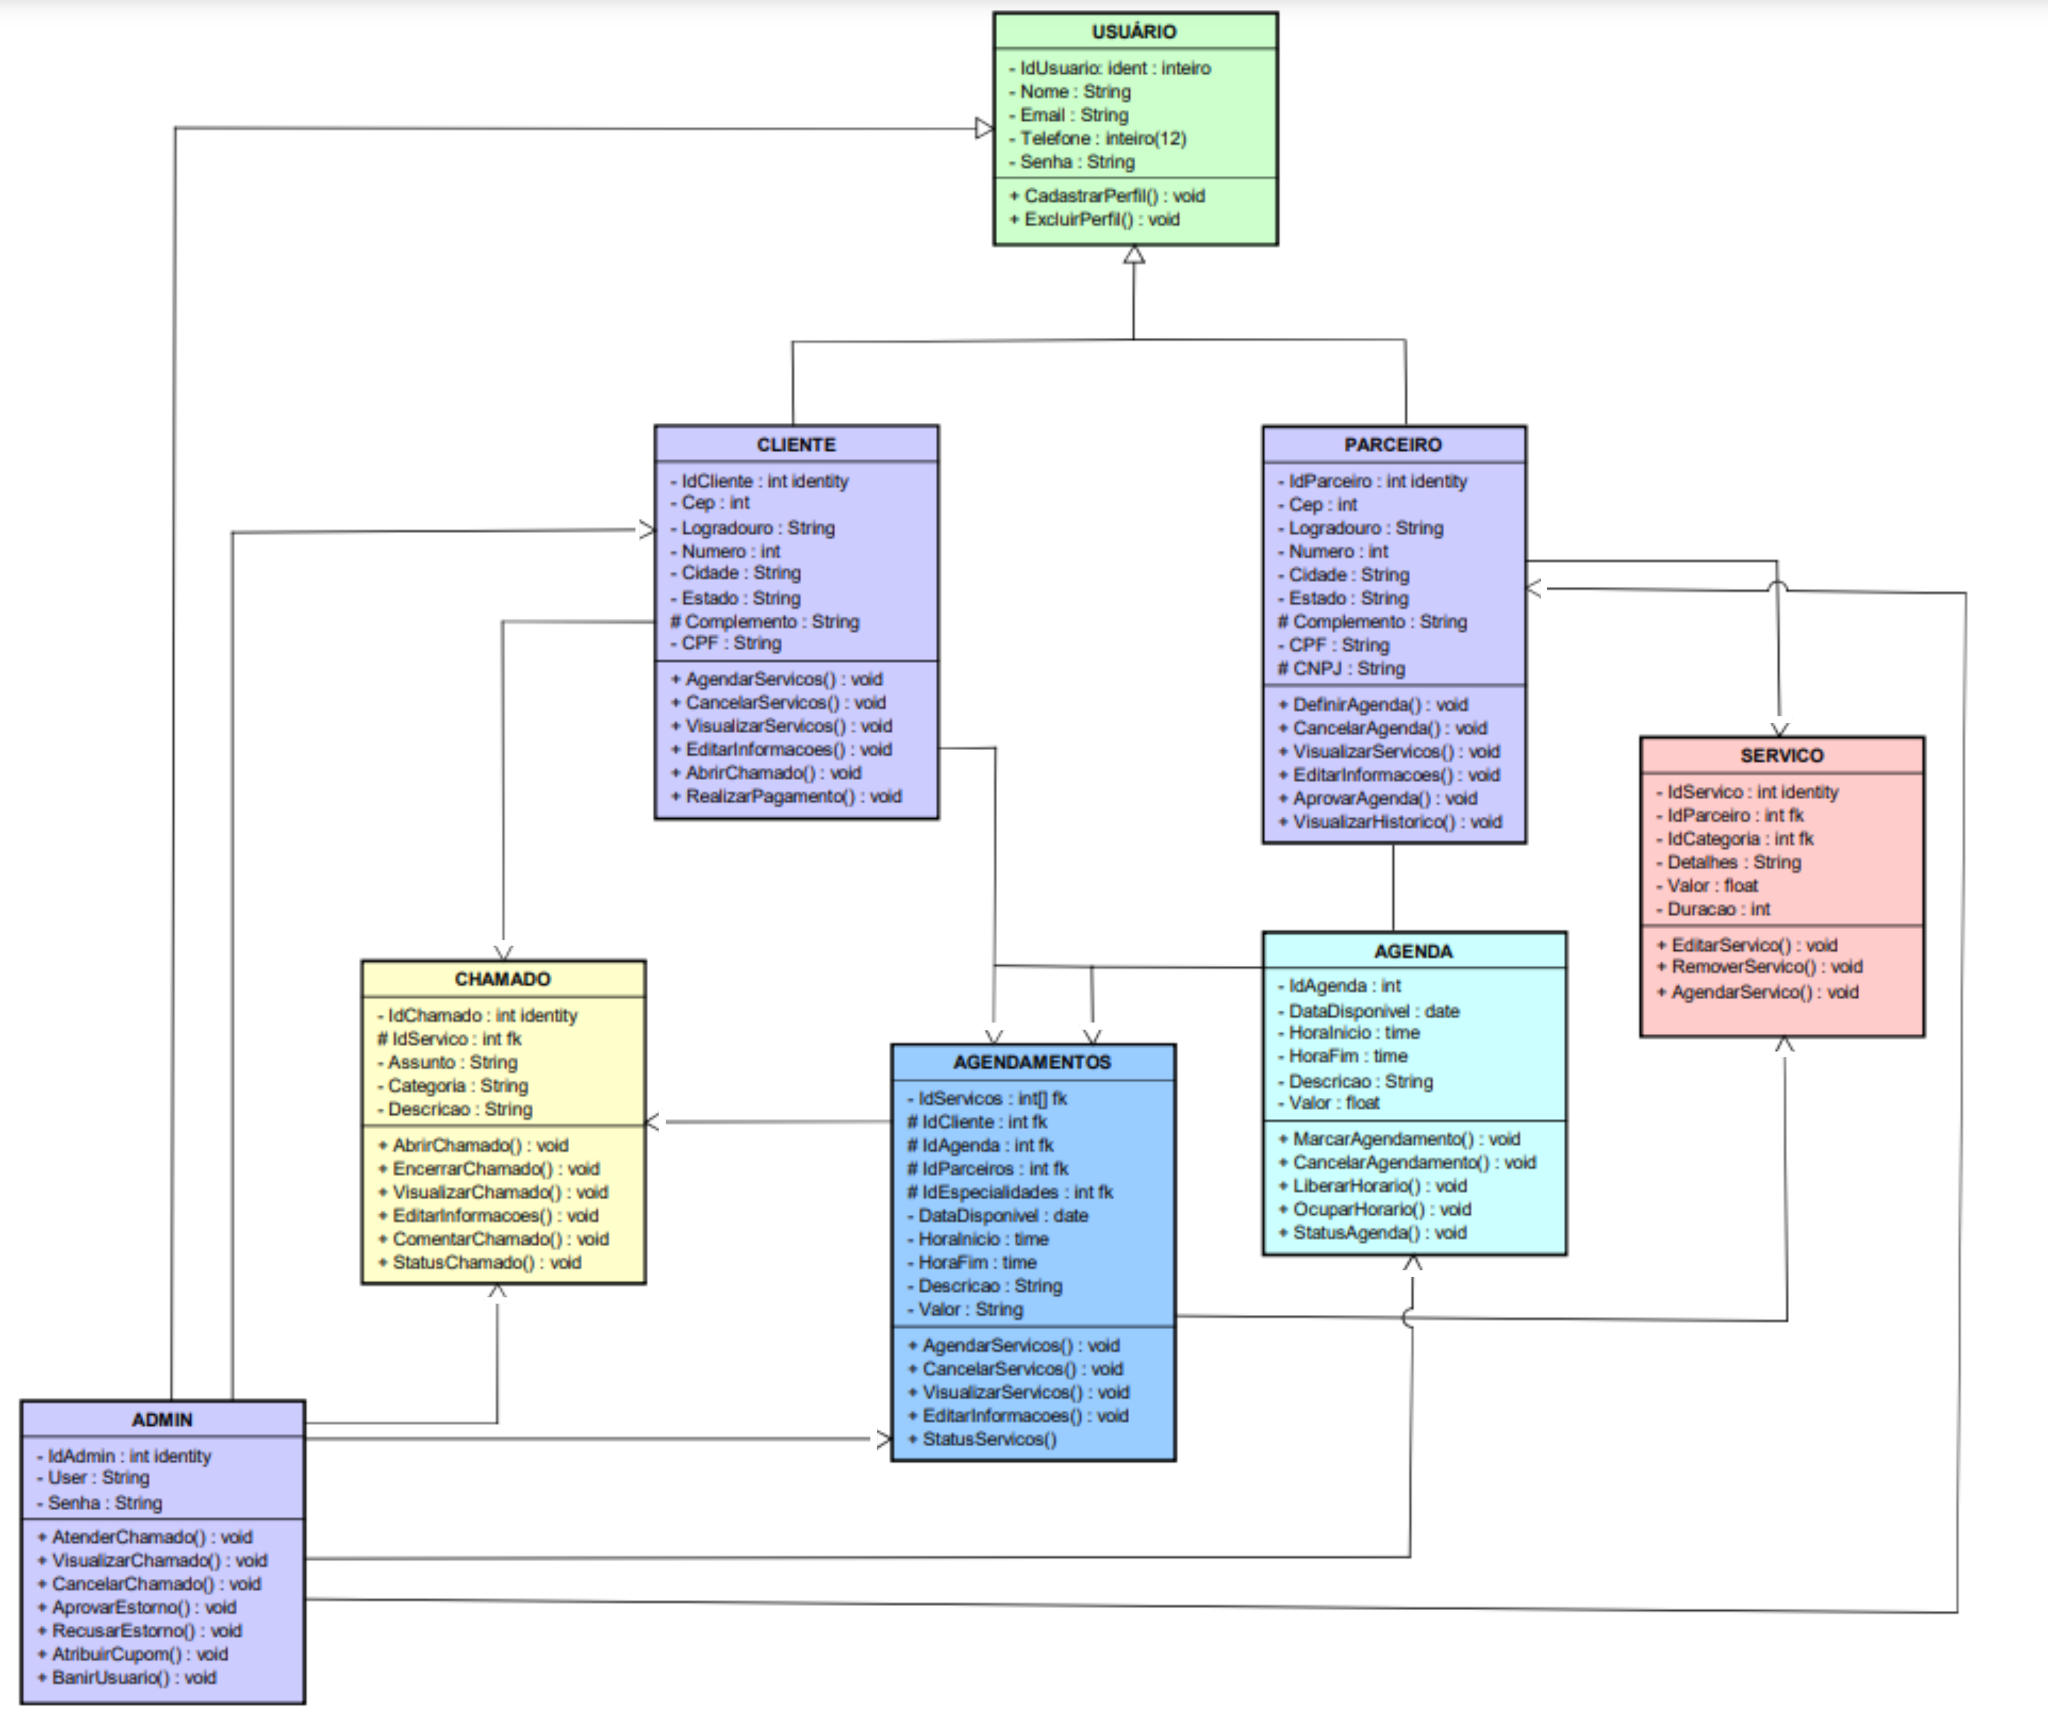 USUÁRIO
- IdUsuario: ident : inteiro
- Nome : String
- Email : String
- Telefone : inteiro(12)
- Senha : String
+ CadastrarPerfil() : void
+ ExcluirPerfil() : void
CLIENTE
- IdCliente : int identity
- Cep : int
- Logradouro : String
- Numero : int
- Cidade : String
- Estado : String
# Complemento : String
- CPF : String
+ AgendarServicos() : void
+ CancelarServicos() : void
+ VisualizarServicos() : void
+ EditarInformacoes() : void
+ AbrirChamado() : void
+ RealizarPagamento() : void
PARCEIRO
- IdParceiro : int identity
- Cep : int
- Logradouro : String
- Numero : int
- Cidade : String
- Estado : String
# Complemento : String
- CPF : String
# CNPJ : String
+ DefinirAgenda() : void
+ CancelarAgenda() : void
+ VisualizarServicos() : void
+ EditarInformacoes() : void
+ AprovarAgenda() : void
+ VisualizarHistorico() : void
SERVICO
- IdServico : int identity
- IdParceiro : int fk
- IdCategoria : int fk
- Detalhes : String
- Valor : float
- Duracao : int
+ EditarServico() : void
+ RemoverServico() : void
+ AgendarServico() : void
CHAMADO
- IdChamado : int identity
# IdServico : int fk
- Assunto : String
- Categoria : String
- Descricao : String
+ AbrirChamado() : void
+ EncerrarChamado() : void
+ VisualizarChamado() : void
+ EditarInformacoes() : void
+ ComentarChamado() : void
+ StatusChamado() : void
AGENDAMENTOS
- IdServicos : int[] fk
# IdCliente : int fk
# IdAgenda : int fk
# IdParceiros : int fk
# IdEspecialidades : int fk
- DataDisponivel : date
- HoraInicio : time
- HoraFim : time
- Descricao : String
- Valor : String
+ AgendarServicos() : void
+ CancelarServicos() : void
+ VisualizarServicos() : void
+ EditarInformacoes() : void
+ StatusServicos()
AGENDA
- IdAgenda : int
- DataDisponivel : date
- HoraInicio : time
- HoraFim : time
- Descricao : String
- Valor : float
+ MarcarAgendamento() : void
+ CancelarAgendamento() : void
+ LiberarHorario() : void
+ OcuparHorario() : void
+ StatusAgenda() : void
ADMIN
- IdAdmin : int identity
- User : String
- Senha : String
+ AtenderChamado() : void
+ VisualizarChamado() : void
+ CancelarChamado() : void
+ AprovarEstorno() : void
+ RecusarEstorno() : void
+ AtribuirCupom() : void
+ BanirUsuario() : void